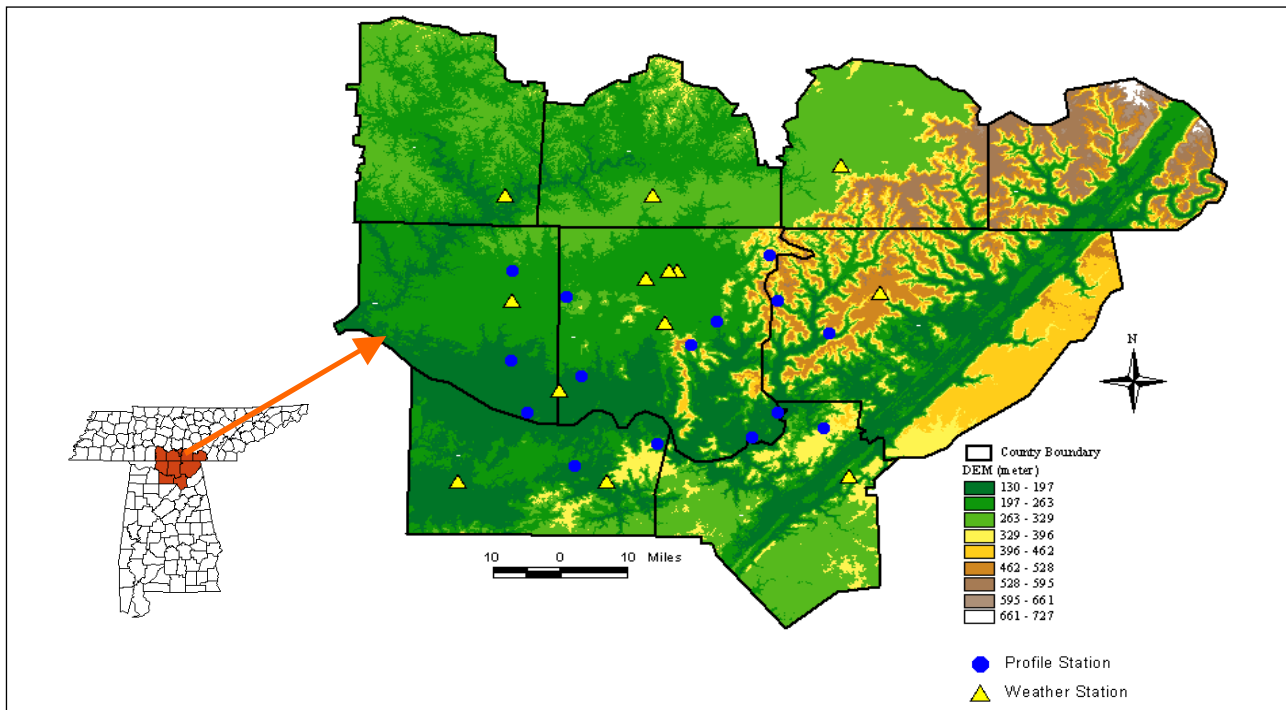 N
10 0 10 Miles
County Boundary
DEM (meter)
130 - 197
197 - 263
263 - 329
329 - 396
396 - 462
462 - 528
528 - 595
595 - 661
661 - 727
Profile Station
Weather Station